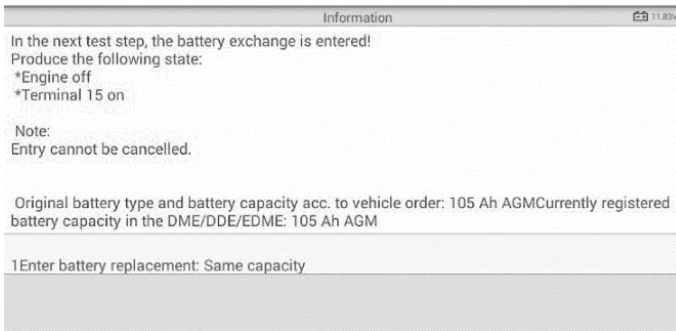 Information
11.83V
In the next test step, the battery exchange is entered!
Produce the following state:
*Engine off
*Terminal 15 on
Note:
Entry cannot be cancelled.
Original battery type and battery capacity acc. to vehicle order: 105 Ah AGMCurrently registered
battery capacity in the DME/DDE/EDME: 105 Ah AGM
1Enter battery replacement: Same capacity